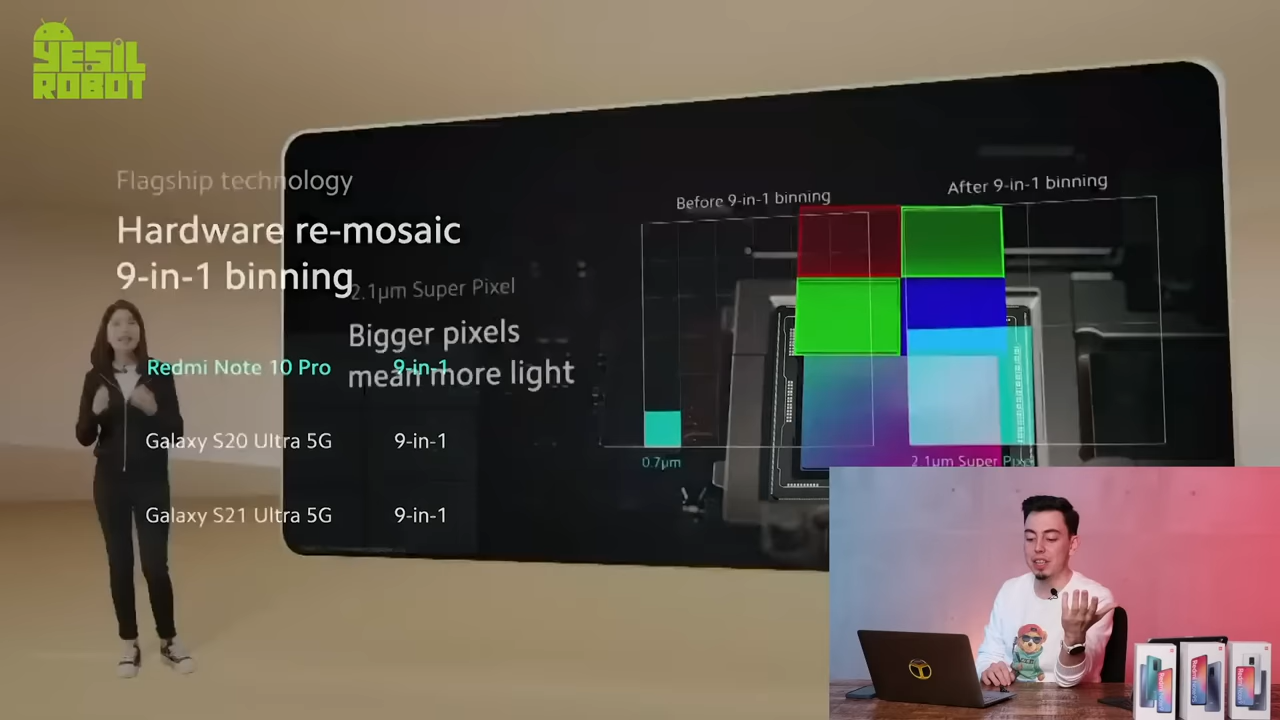 YEŞİL
ROBOT
Flagship technology
Hardware re-mosaic
9-in-1 binning
2.1µm Super Pixel
Bigger pixels
mean more light
Redmi Note 10 Pro 9-in-1
Galaxy S20 Ultra 5G 9-in-1
Galaxy S21 Ultra 5G 9-in-1
Before 9-in-1 binning
After 9-in-1 binning
0.7µm
2.1µm Super Pixel